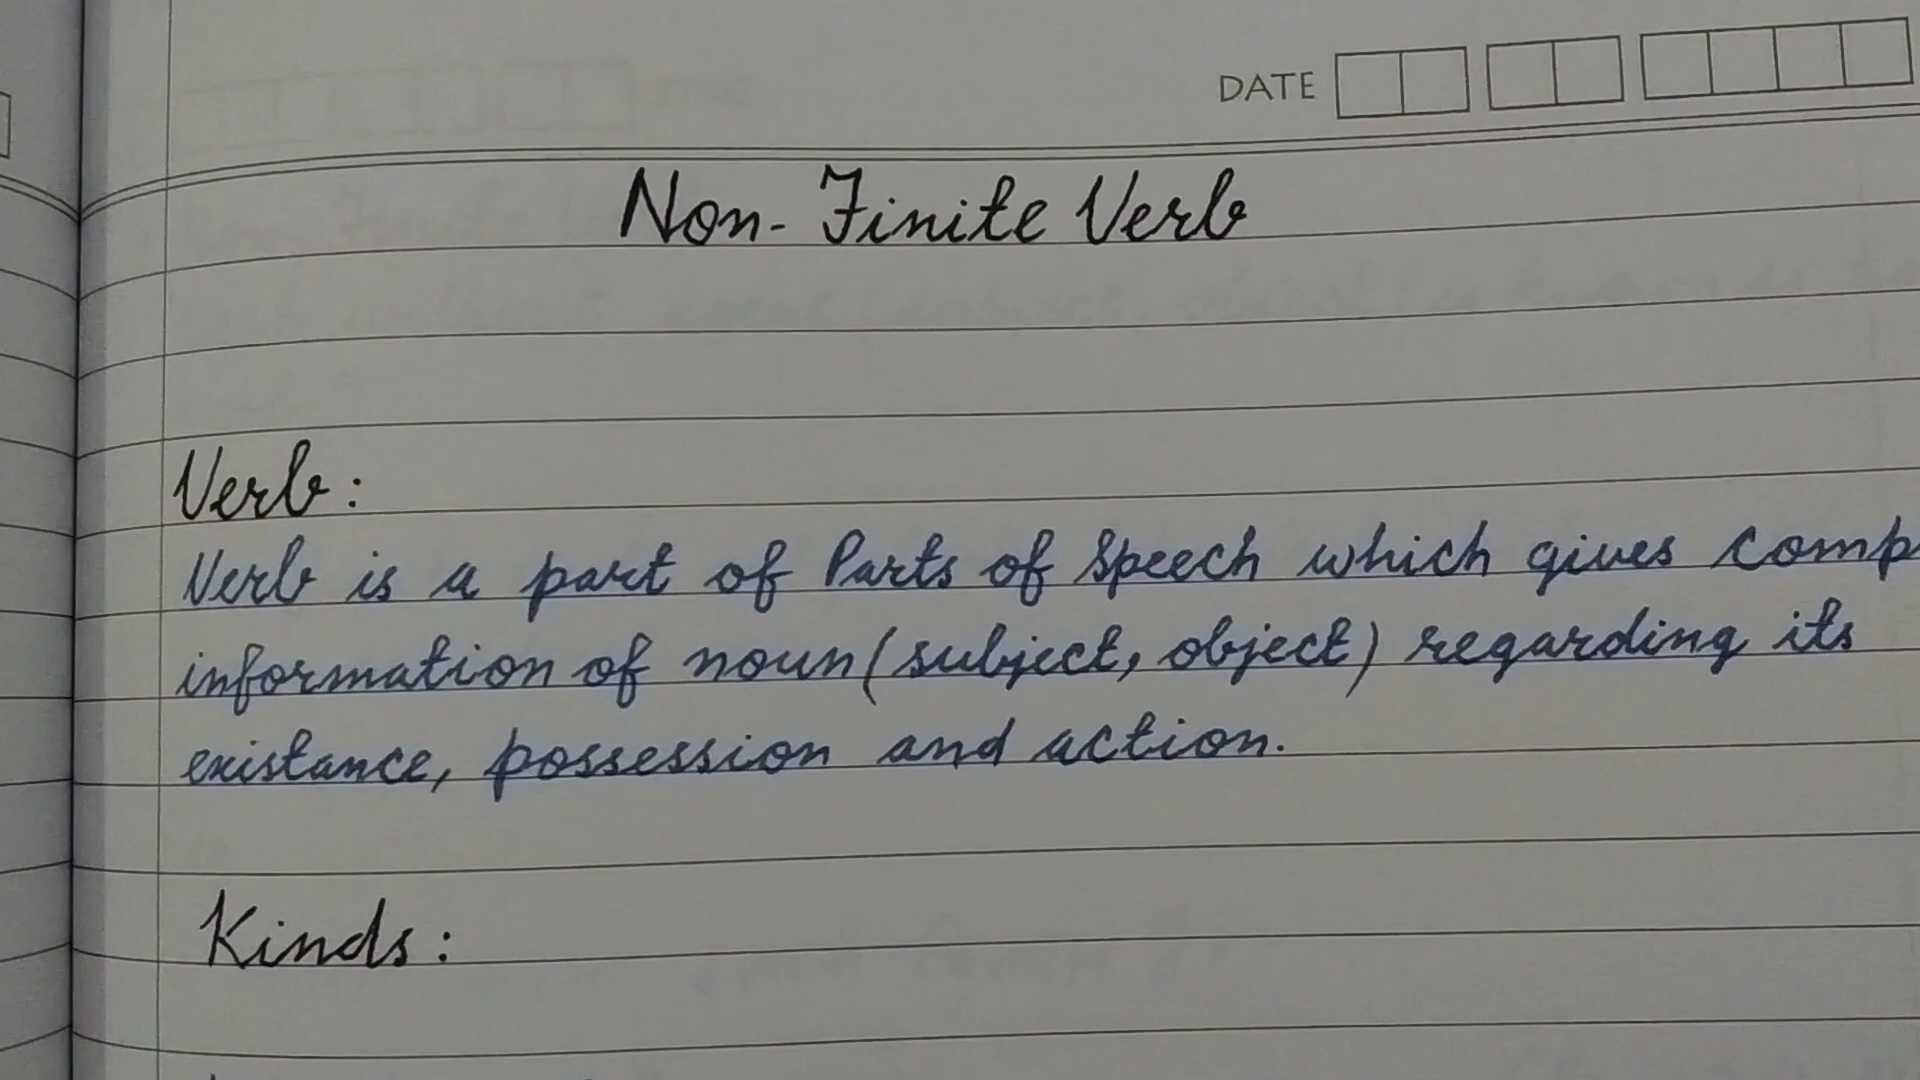 DATE
Non-Finite Verb
Verb:
Verb is a part of Parts of Speech which gives comp
information of noun (subject, object) regarding its
existance, possession and action.
Kinds: